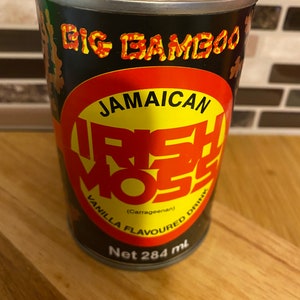 BIG BAMBOO
JAMAICAN
IRISH
MOSS
(Carrageenan)
VANILLA FLAVOURED DRINK
Net 284 mL